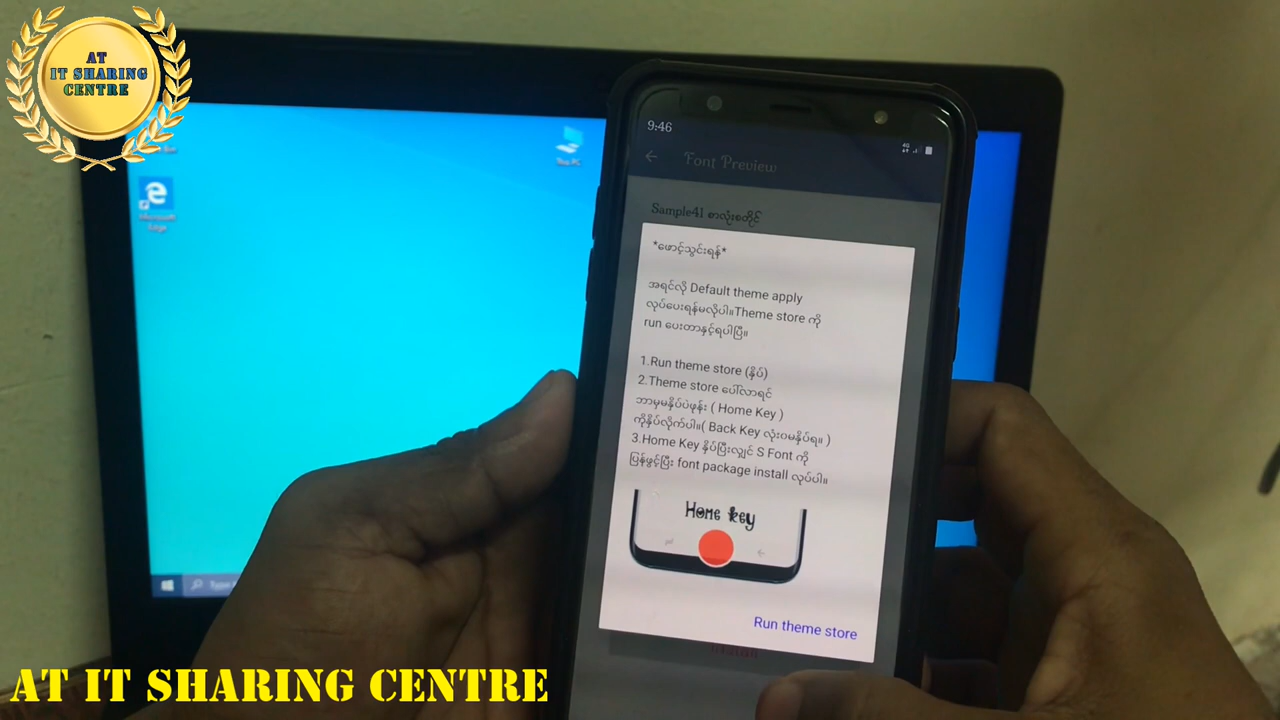 AT
IT SHARING
CENTRE
Microsoft
Edge
9:46
4G
Font Preview
Sample41 စာလုံးစတိုင်
*ဖောင့်သွင်းရန်*
အရင်လို Default theme apply
လုပ်ပေးရန်မလိုပါ။Theme store ကို
run ပေးတာနှင့်ရပါပြီ။
1.Run theme store (နှိပ်)
2.Theme store ပေါ်လာရင်
ဘာမှမနှိပ်ပဲဖုန်း ( Home Key )
ကိုနှိပ်လိုက်ပါ။( Back Key လုံးဝမနှိပ်ရ။ )
3.Home Key နှိပ်ပြီးလျှင် S Font ကို
ပြန်ဖွင့်ပြီး font package install လုပ်ပါ။
Home key
Run theme store
AT IT SHARING CENTRE